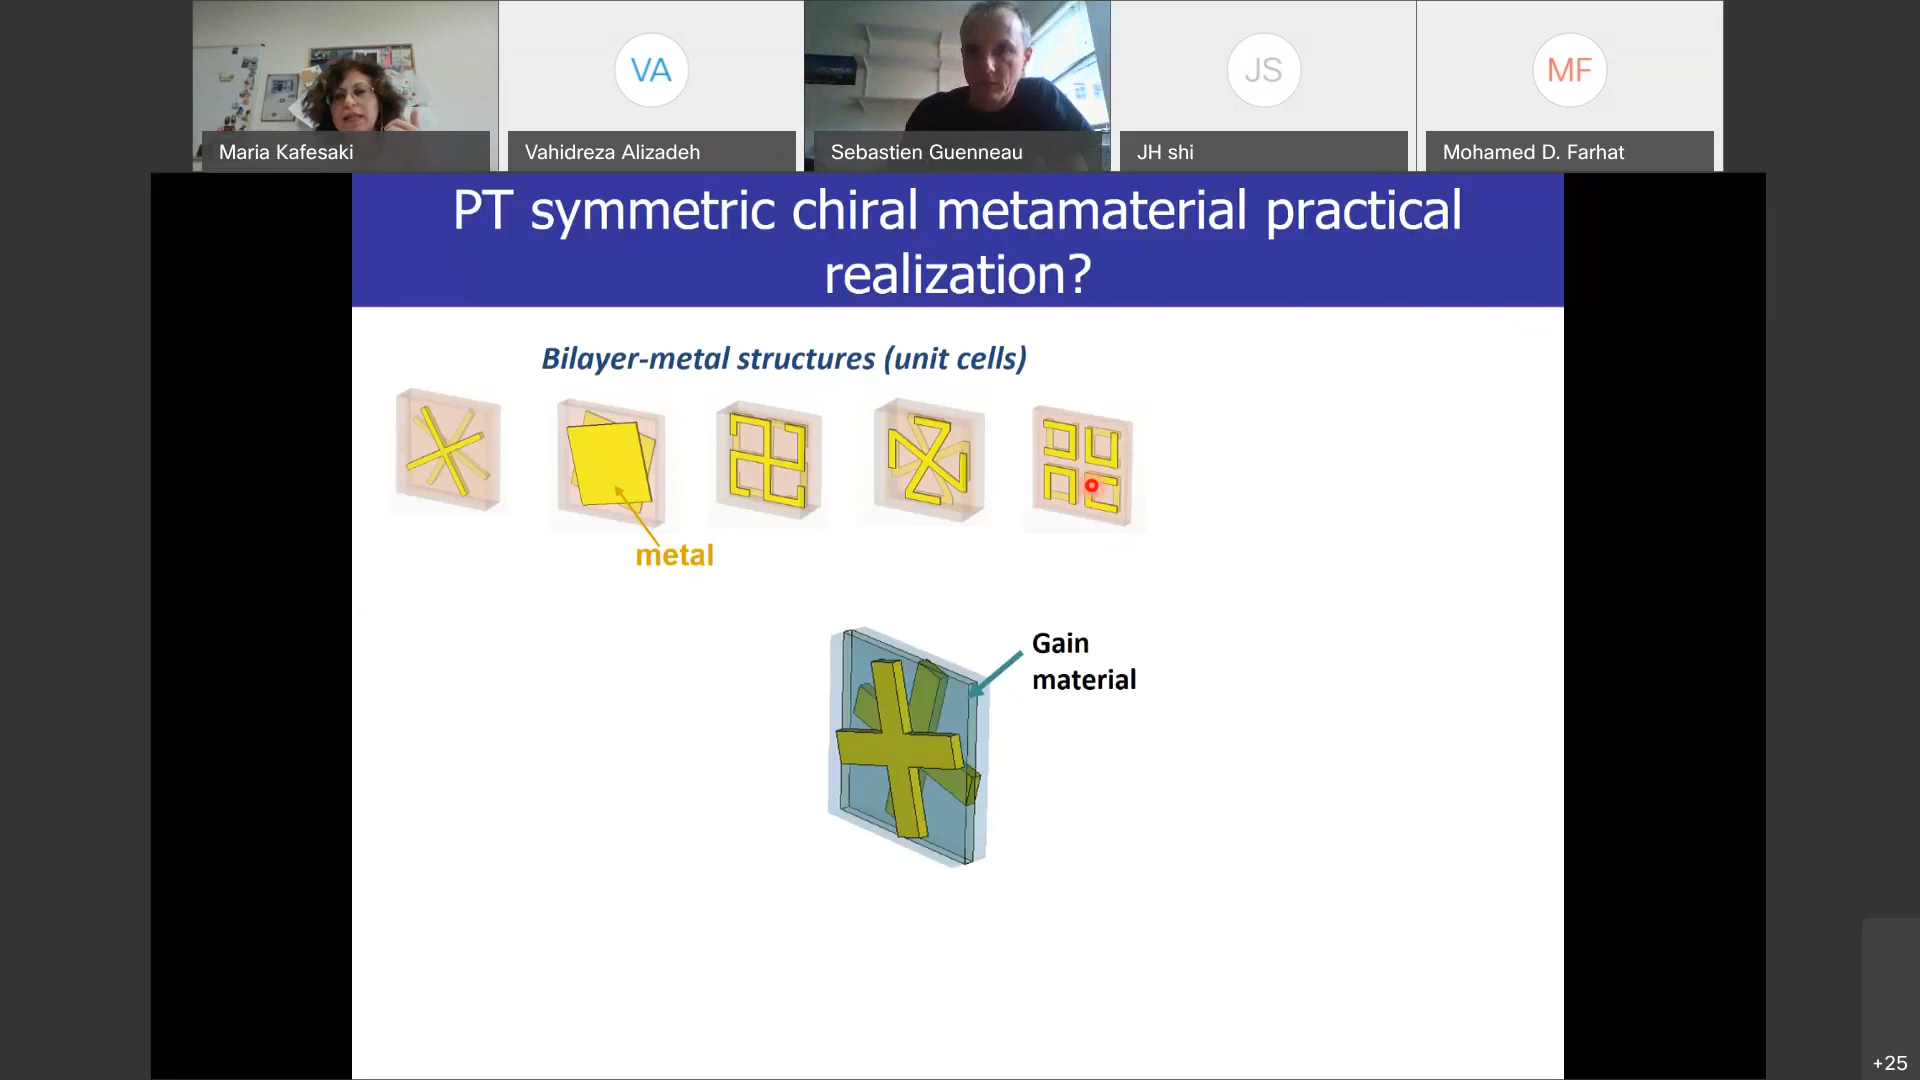 VA
JS
MF
Maria Kafesaki
Vahidreza Alizadeh
Sebastien Guenneau
JH shi
Mohamed D. Farhat
PT symmetric chiral metamaterial practical
realization?
Bilayer-metal structures (unit cells)
metal
Gain
material
+25